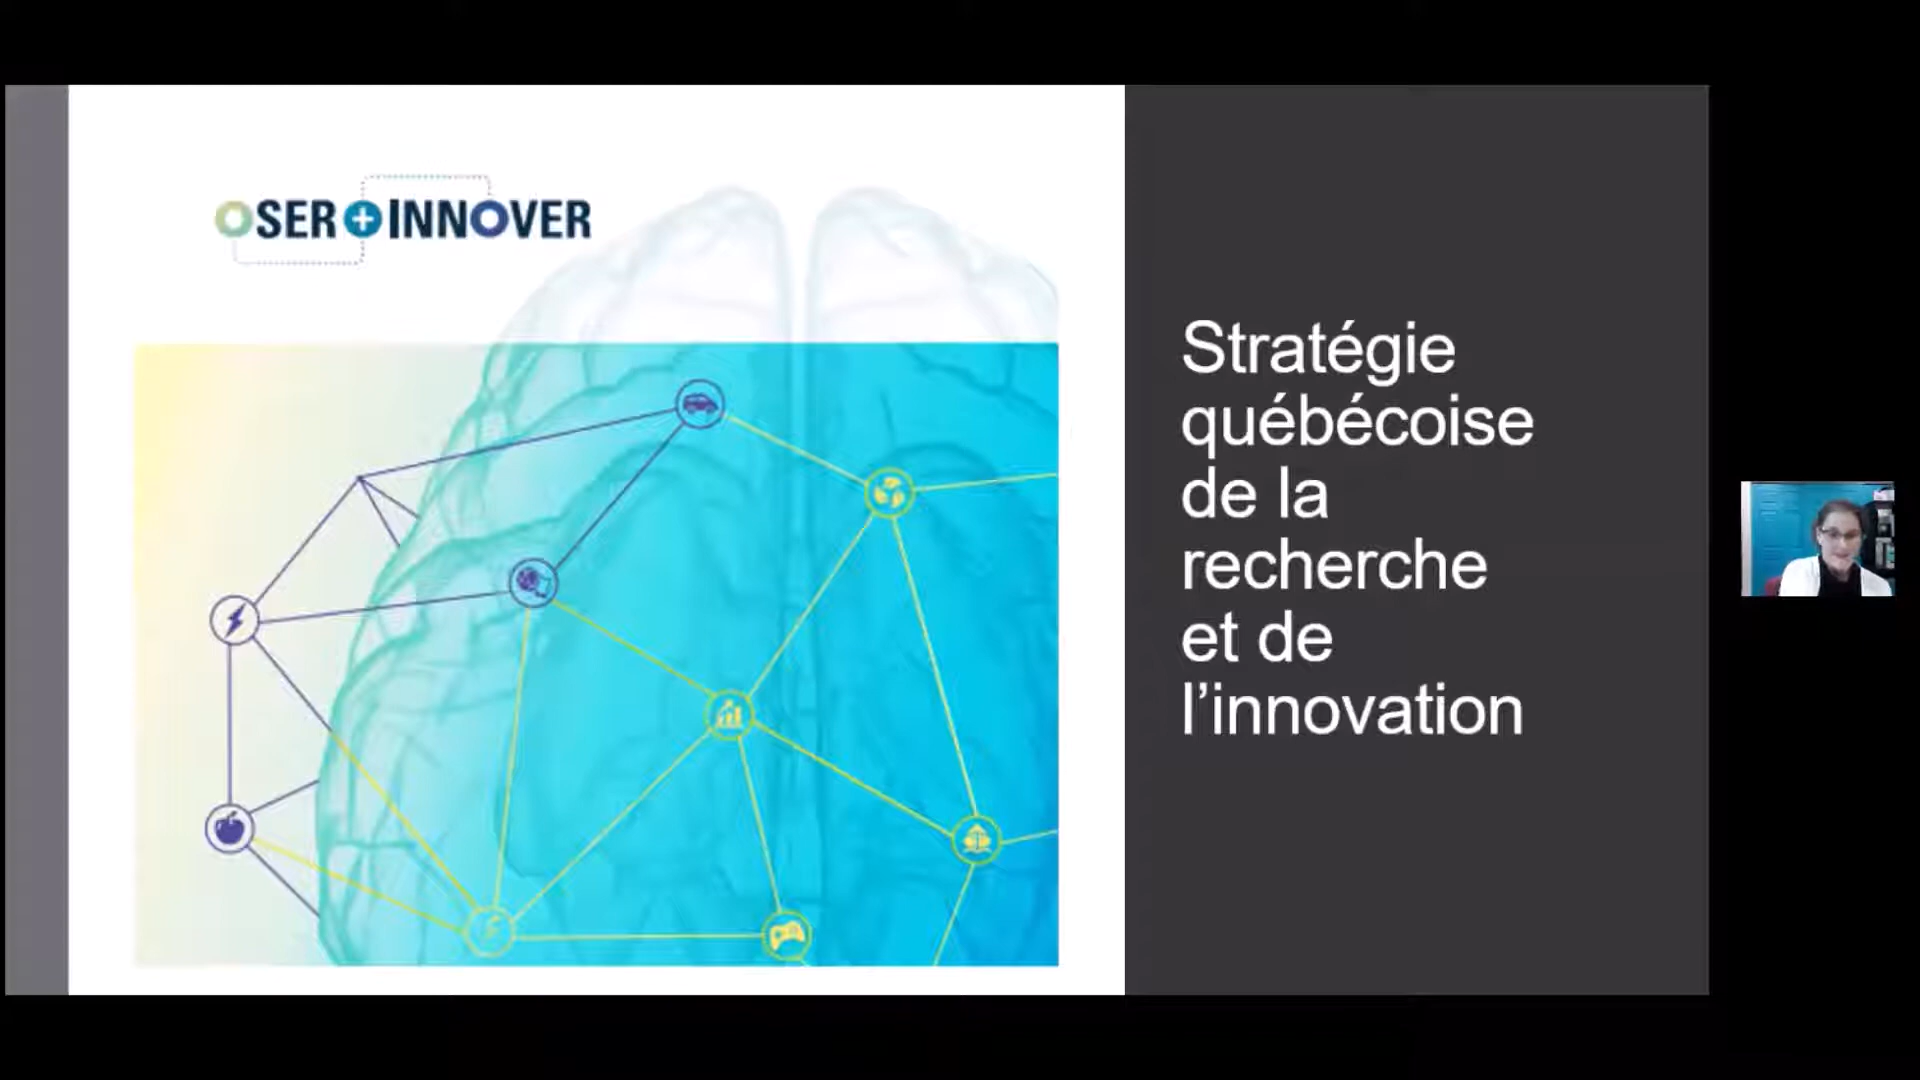 OSER + INNOVER
Stratégie
québécoise
de la
recherche
et de
l’innovation